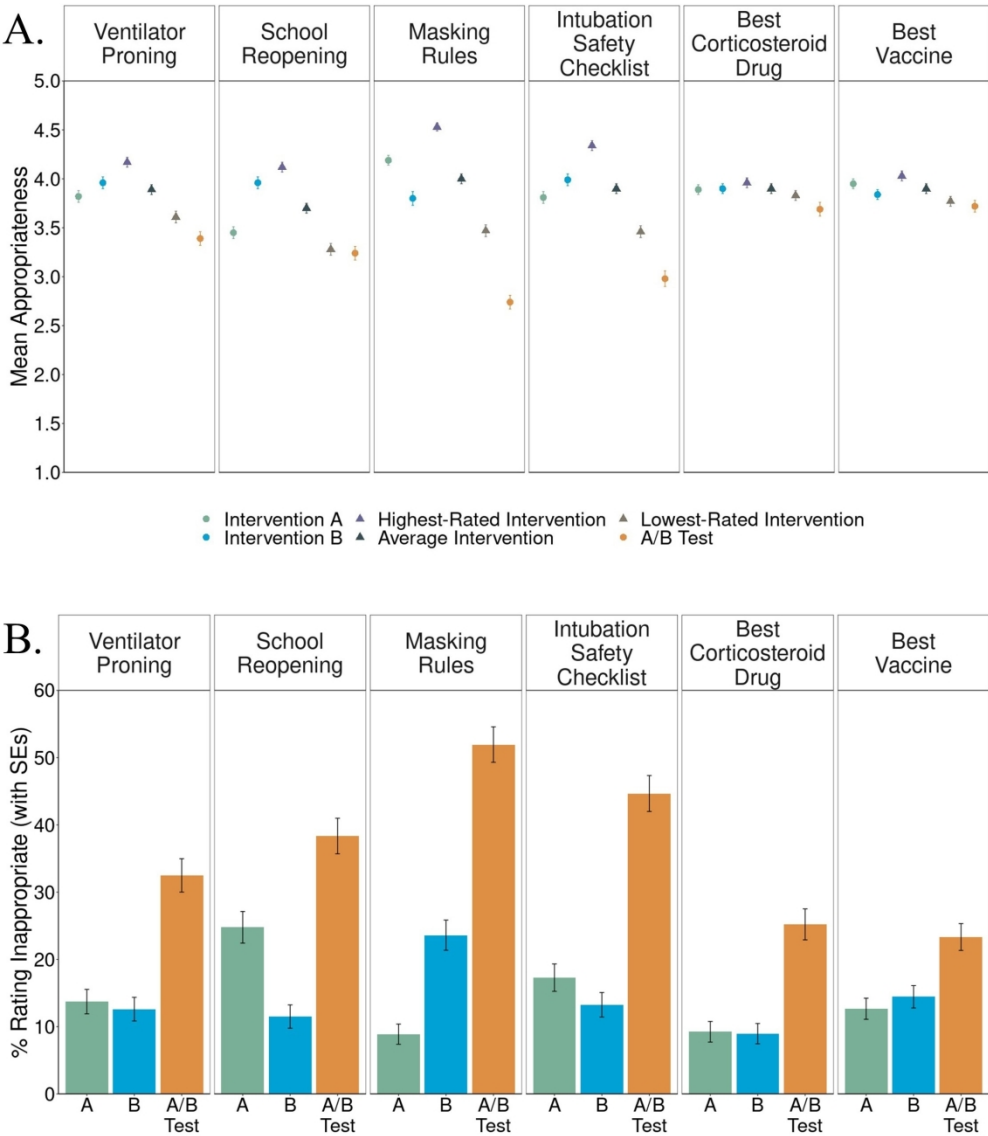 A.
Ventilator
Proning
School
Reopening
Masking
Rules
Intubation
Safety
Checklist
Best
Corticosteroid
Drug
Best
Vaccine
Mean Appropriateness
5.0
4.5
4.0
3.5
3.0
2.5
2.0
1.5
1.0
Intervention A
Highest-Rated Intervention
Lowest-Rated Intervention
Intervention B
Average Intervention
A/B Test
B.
Ventilator
Proning
School
Reopening
Masking
Rules
Intubation
Safety
Checklist
Best
Corticosteroid
Drug
Best
Vaccine
% Rating Inappropriate (with SEs)
60
50
40
30
20
10
0
A
B
A/B
Test
A
B
A/B
Test
A
B
A/B
Test
A
B
A/B
Test
A
B
A/B
Test
A
B
A/B
Test